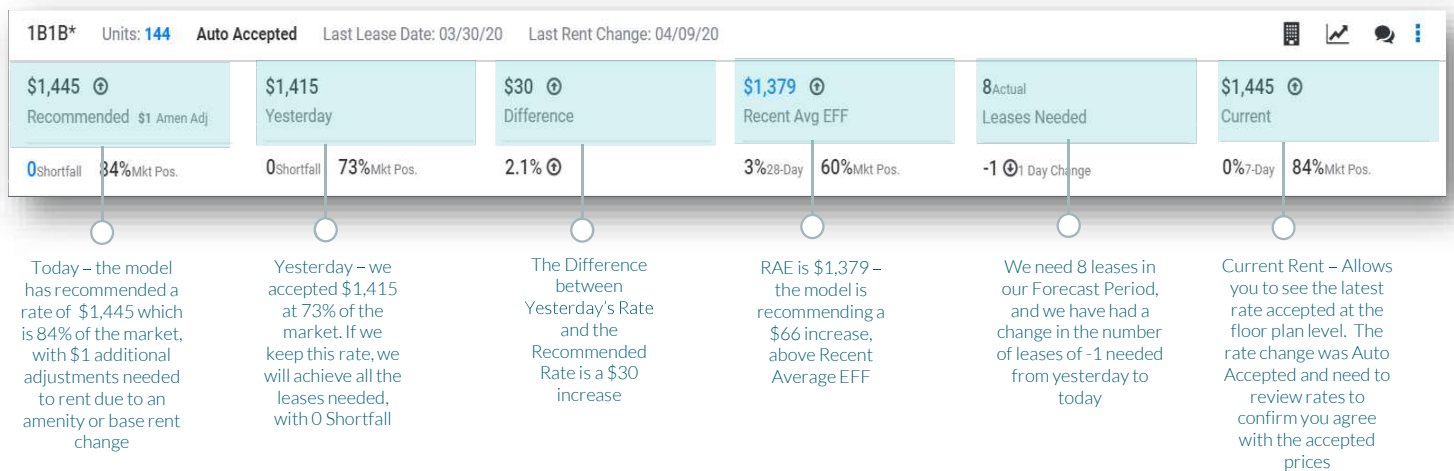 1B1B* Units: 144 Auto Accepted Last Lease Date: 03/30/20 Last Rent Change: 04/09/20
$1,445
Recommended $1 Amen Adj
0Shortfall 84%Mkt Pos.
$1,415
Yesterday
0Shortfall 73%Mkt Pos.
$30
Difference
2.1%
$1,379
Recent Avg EFF
3%28-Day 60%Mkt Pos.
8Actual
Leases Needed
-1 1 Day Change
$1,445
Current
0%7-Day 84%Mkt Pos.
Today – the model
has recommended a
rate of $1,445 which
is 84% of the market,
with $1 additional
adjustments needed
to rent due to an
amenity or base rent
change
Yesterday – we
accepted $1,415
at 73% of the
market. If we
keep this rate, we
will achieve all the
leases needed,
with 0 Shortfall
The Difference
between
Yesterday's Rate
and the
Recommended
Rate is a $30
increase
RAE is $1,379 –
the model is
recommending a
$66 increase,
above Recent
Average EFF
We need 8 leases in
our Forecast Period,
and we have had a
change in the number
of leases of -1 needed
from yesterday to
today
Current Rent – Allows
you to see the latest
rate accepted at the
floor plan level. The
rate change was Auto
Accepted and need to
review rates to
confirm you agree
with the accepted
prices